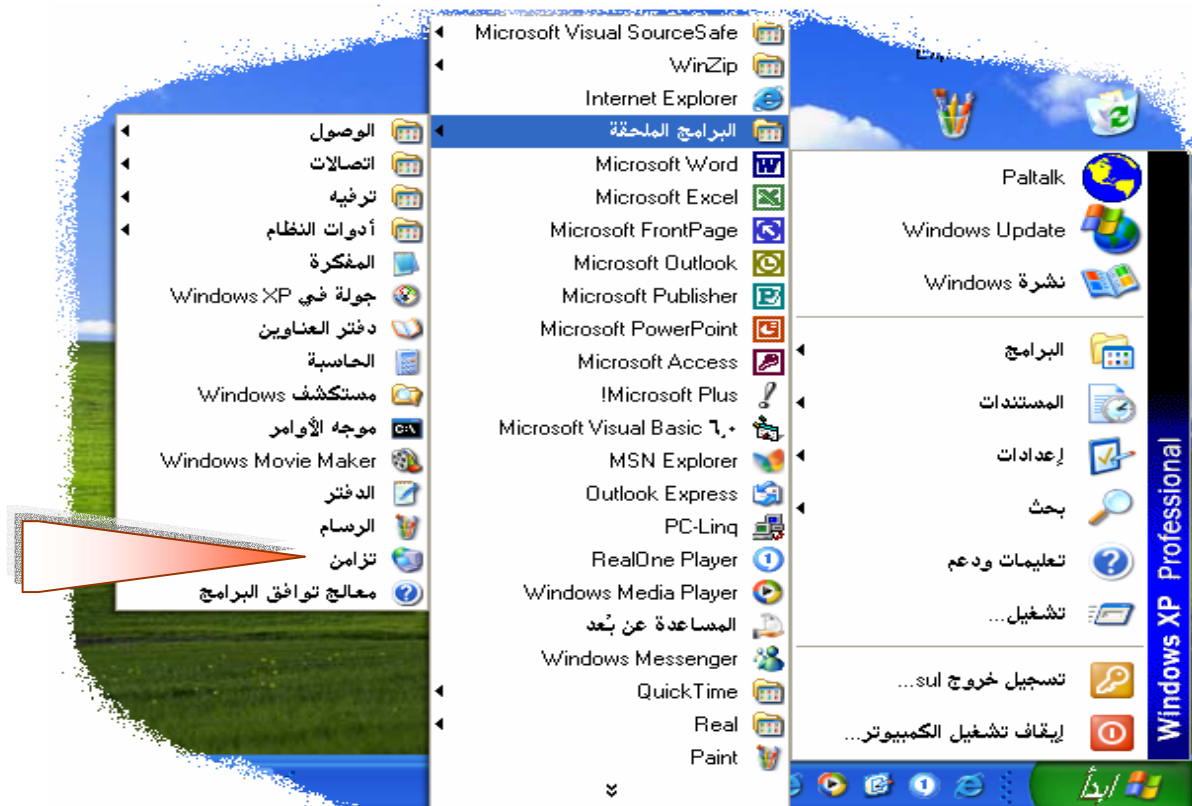 Paltalk
Windows Update
نشرة Windows
البرامج
المستندات
إعدادات
بحث
تعليمات ودعم
تشغيل...
تسجيل خروج sul...
إيقاف تشغيل الكمبيوتر...
Windows XP Professional
ابدأ
Microsoft Visual SourceSafe
WinZip
Internet Explorer
البرامج الملحقة
Microsoft Word
Microsoft Excel
Microsoft FrontPage
Microsoft Outlook
Microsoft Publisher
Microsoft PowerPoint
Microsoft Access
!Microsoft Plus
Microsoft Visual Basic ٦,٠
MSN Explorer
Outlook Express
PC-Linq
RealOne Player
Windows Media Player
المساعدة عن بُعد
Windows Messenger
QuickTime
Real
Paint
الوصول
اتصالات
ترفيه
أدوات النظام
المفكرة
جولة في Windows XP
دفتر العناوين
الحاسبة
مستكشف Windows
موجه الأوامر
Windows Movie Maker
الدفتر
الرسام
تزامن
معالج توافق البرامج